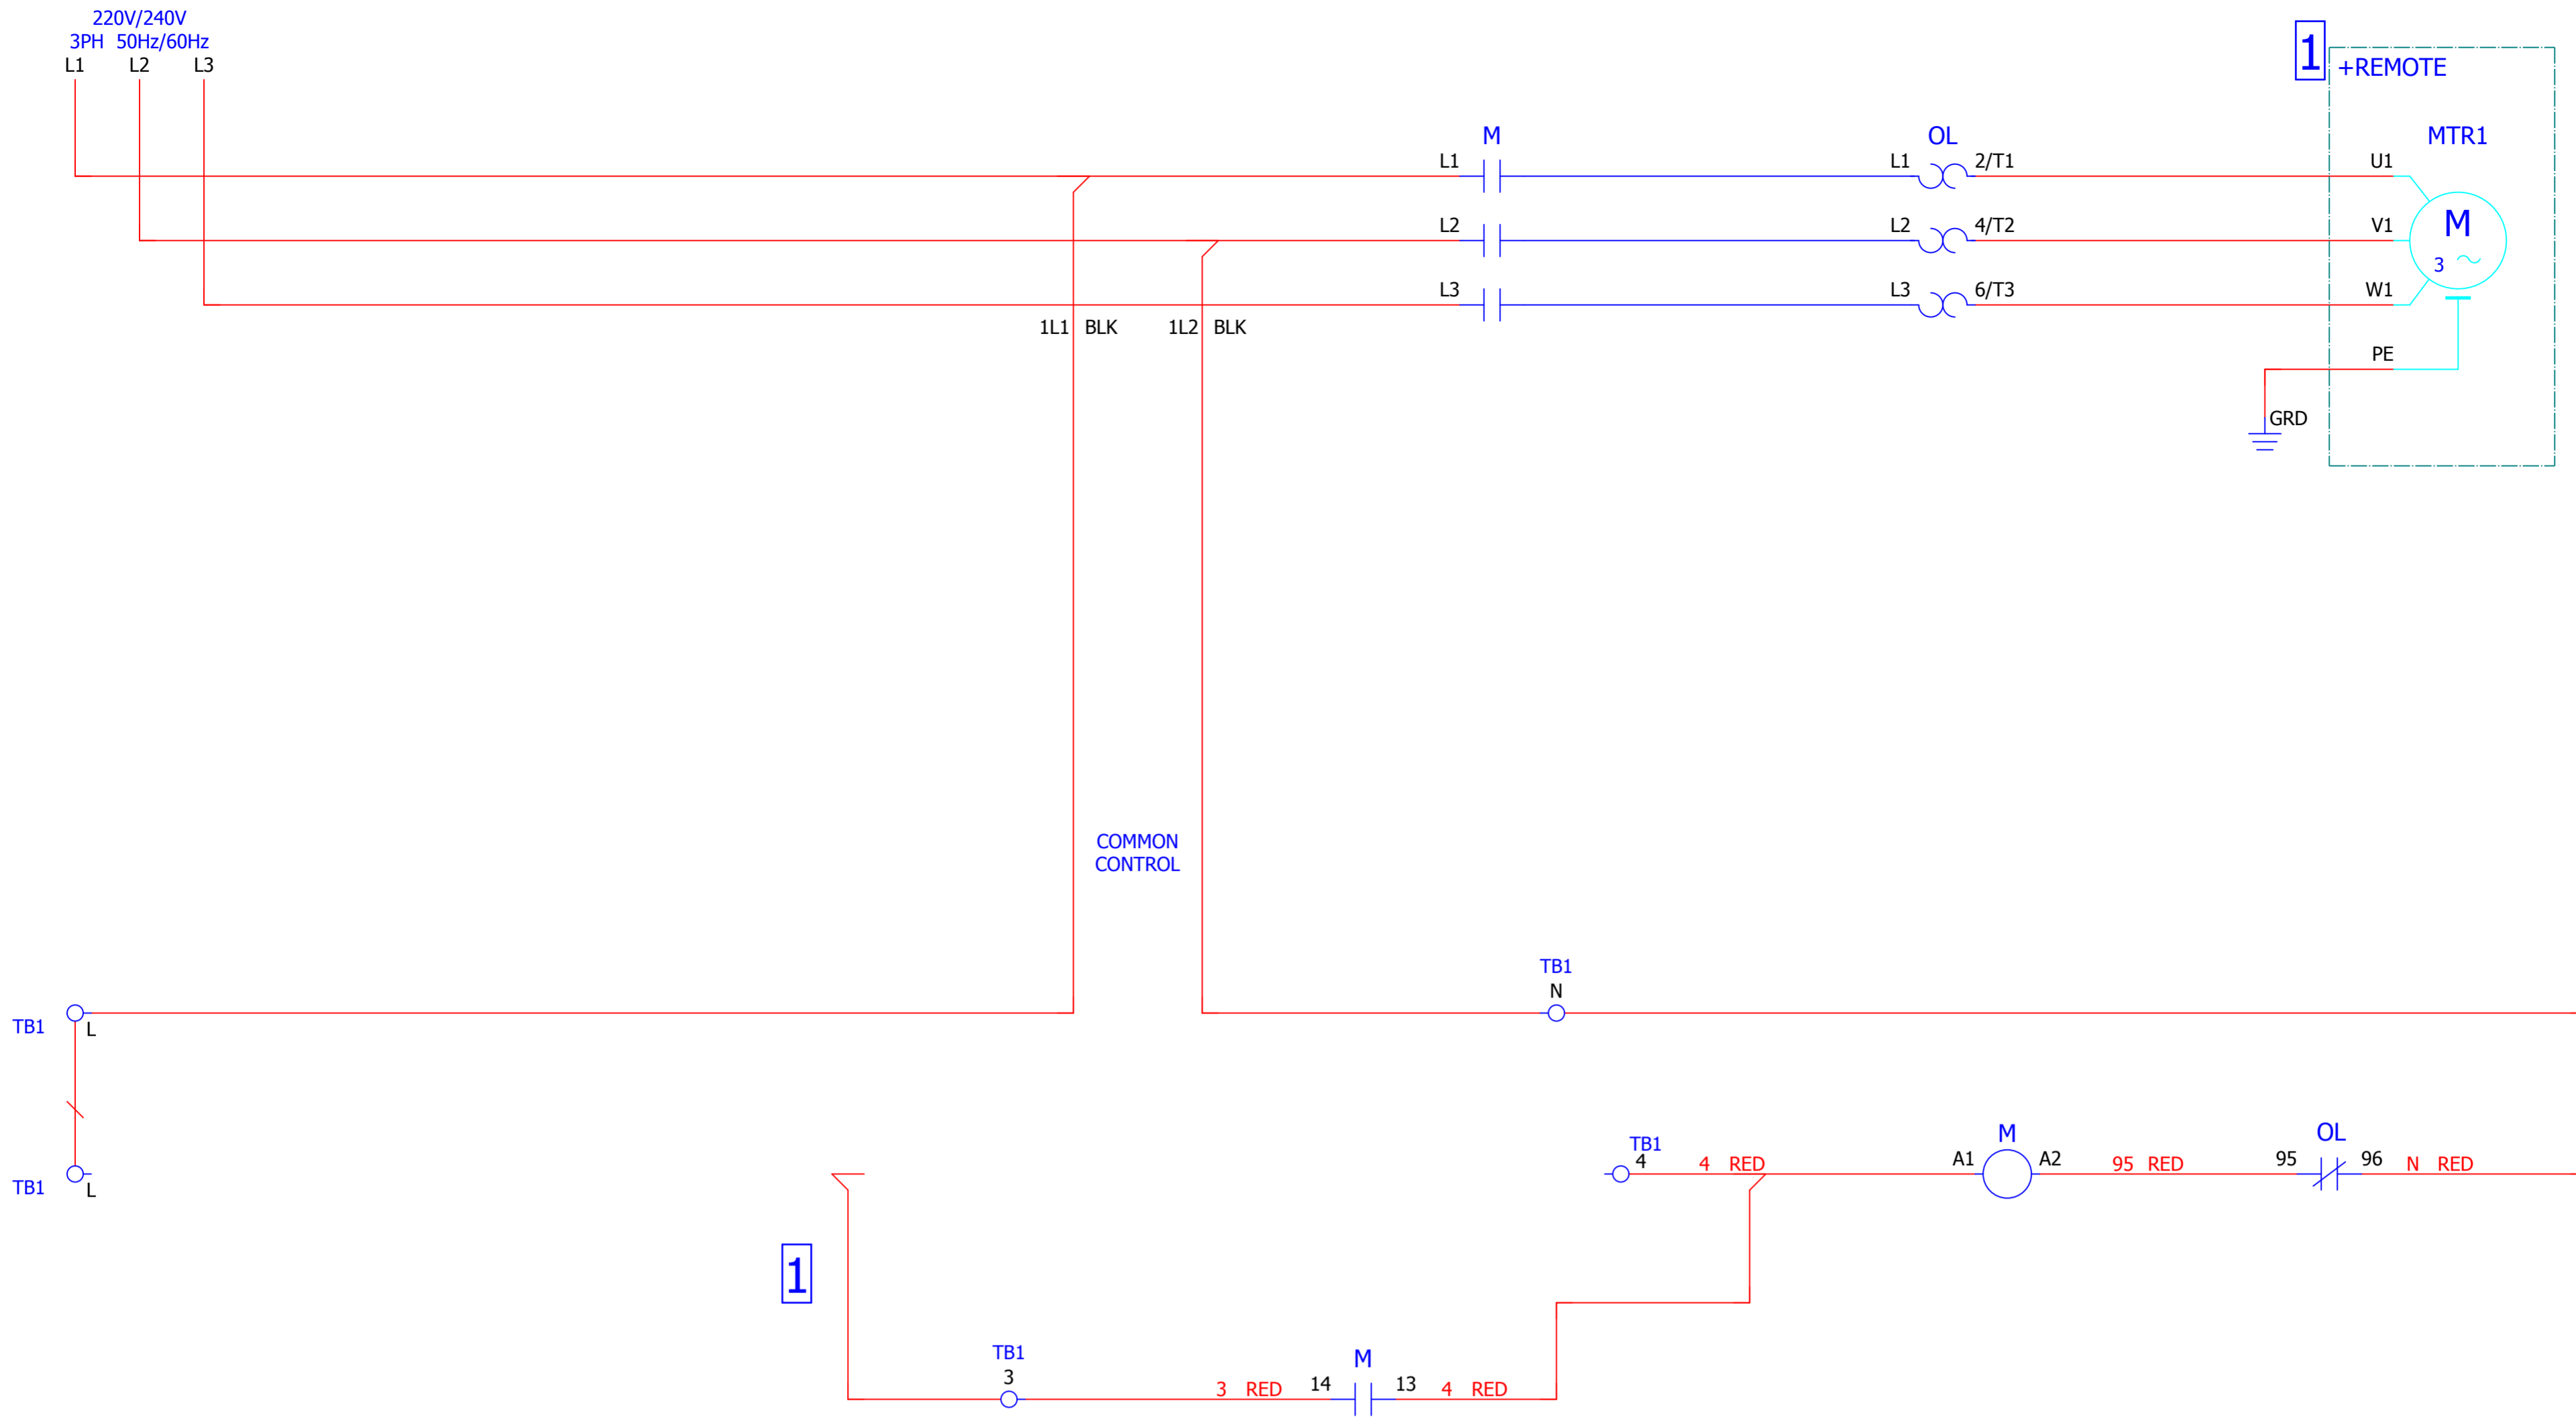 220V/240V
3PH 50Hz/60Hz
L1 L2 L3
1
+REMOTE
M OL MTR1
L1 L1 2/T1 U1
L2 L2 4/T2 V1
M
3
L3 L3 6/T3 W1
1L1 BLK 1L2 BLK
PE
GRD
COMMON
CONTROL
TB1
N
TB1 L
TB1
4 4 RED
M
A1 A2
95 RED
OL
95 96
N RED
TB1 L
1
TB1
3
3 RED
M
14 13
4 RED